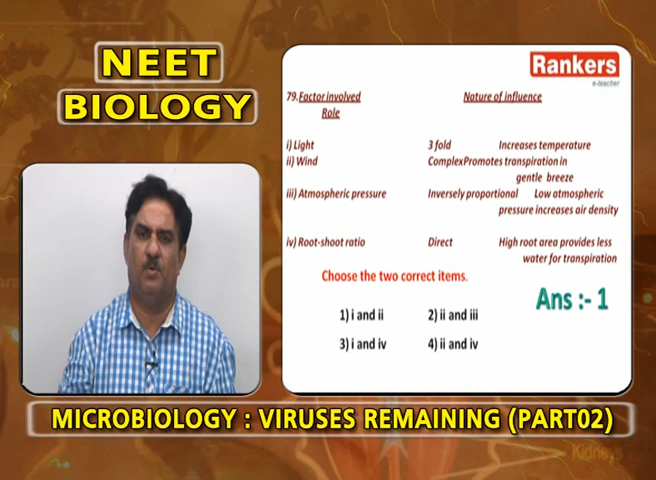 NEET
BIOLOGY
Rankers
e-teacher
79. Factor involved Nature of influence
Role
i) Light 3 fold Increases temperature
ii) Wind Complex Promotes transpiration in
gentle breeze
iii) Atmospheric pressure Inversely proportional Low atmospheric
pressure increases air density
iv) Root-shoot ratio Direct High root area provides less
water for transpiration
Choose the two correct items.
Ans :- 1
1) i and ii 2) ii and iii
3) i and iv 4) ii and iv
MICROBIOLOGY : VIRUSES REMAINING (PART02)
Kidneys